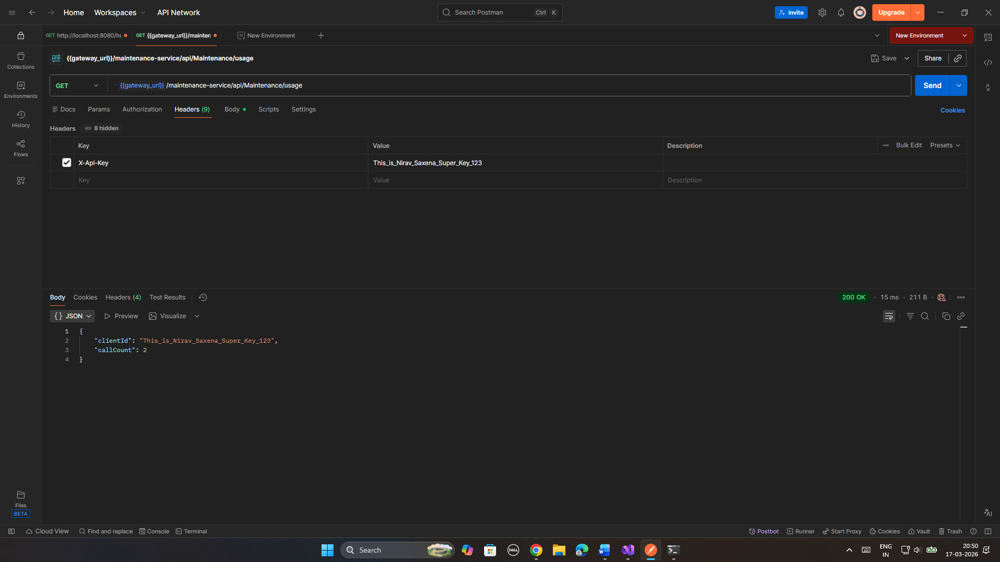 Home Workspaces API Network Search Postman Ctrl K Invite Upgrade
GET http://localhost:8080/he GET {{gateway_url}}/mainten New Environment New Environment
HTTP {{gateway_url}}/maintenance-service/api/Maintenance/usage Save Share
GET {{gateway_url}} /maintenance-service/api/Maintenance/usage Send
Docs Params Authorization Headers (9) Body Scripts Settings Cookies
Headers 8 hidden
Key Value Description Bulk Edit Presets
X-Api-Key This_is_Nirav_Saxena_Super_Key_123
Key Value Description
Collections
Environments
History
Flows
Body Cookies Headers (4) Test Results 200 OK 15 ms 211 B
{} JSON Preview Visualize
1 {
2 "clientId": "This_is_Nirav_Saxena_Super_Key_123",
3 "callCount": 2
4 }
Files
BETA
AI
Cloud View Find and replace Console Terminal Postbot Runner Start Proxy Cookies Vault Trash
Search DELL ENG IN 20:50 17-03-2026